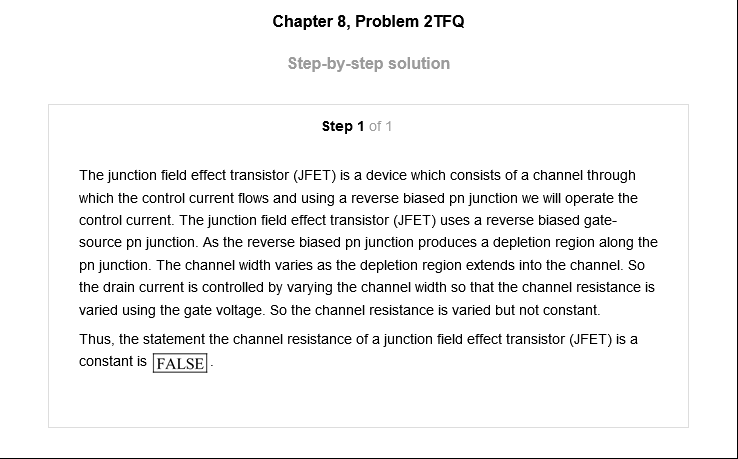 Chapter 8, Problem 2TFQ
Step-by-step solution
Step 1 of 1
The junction field effect transistor (JFET) is a device which consists of a channel through
which the control current flows and using a reverse biased pn junction we will operate the
control current. The junction field effect transistor (JFET) uses a reverse biased gate-
source pn junction. As the reverse biased pn junction produces a depletion region along the
pn junction. The channel width varies as the depletion region extends into the channel. So
the drain current is controlled by varying the channel width so that the channel resistance is
varied using the gate voltage. So the channel resistance is varied but not constant.
Thus, the statement the channel resistance of a junction field effect transistor (JFET) is a
constant is FALSE.